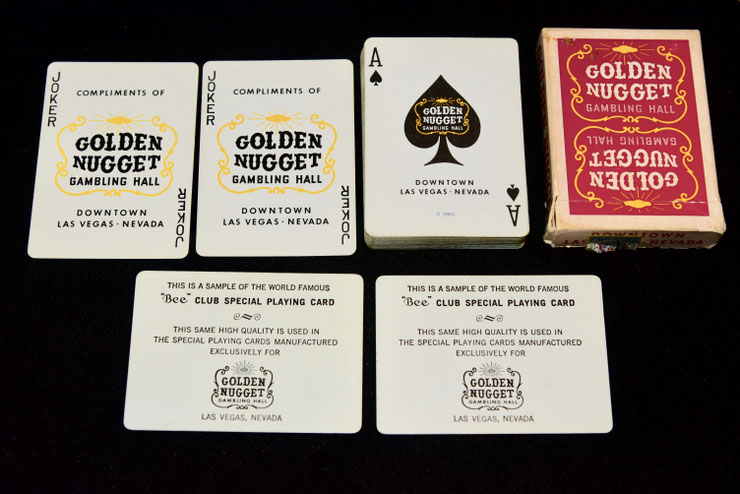 JOKER
COMPLIMENTS OF
GOLDEN
NUGGET
GAMBLING HALL
DOWNTOWN
LAS VEGAS · NEVADA
JOKER
JOKER
COMPLIMENTS OF
GOLDEN
NUGGET
GAMBLING HALL
DOWNTOWN
LAS VEGAS · NEVADA
JOKER
A
GOLDEN
NUGGET
GAMBLING HALL
DOWNTOWN
LAS VEGAS · NEVADA
A
GOLDEN
NUGGET
GAMBLING HALL
GAMBLING HALL
NUGGET
GOLDEN
DOWNTOWN
LAS NEVADA
THIS IS A SAMPLE OF THE WORLD FAMOUS
"Bee" CLUB SPECIAL PLAYING CARD
THIS SAME HIGH QUALITY IS USED IN
THE SPECIAL PLAYING CARDS MANUFACTURED
EXCLUSIVELY FOR
GOLDEN
NUGGET
GAMBLING HALL
LAS VEGAS, NEVADA
THIS IS A SAMPLE OF THE WORLD FAMOUS
"Bee" CLUB SPECIAL PLAYING CARD
THIS SAME HIGH QUALITY IS USED IN
THE SPECIAL PLAYING CARDS MANUFACTURED
EXCLUSIVELY FOR
GOLDEN
NUGGET
GAMBLING HALL
LAS VEGAS, NEVADA